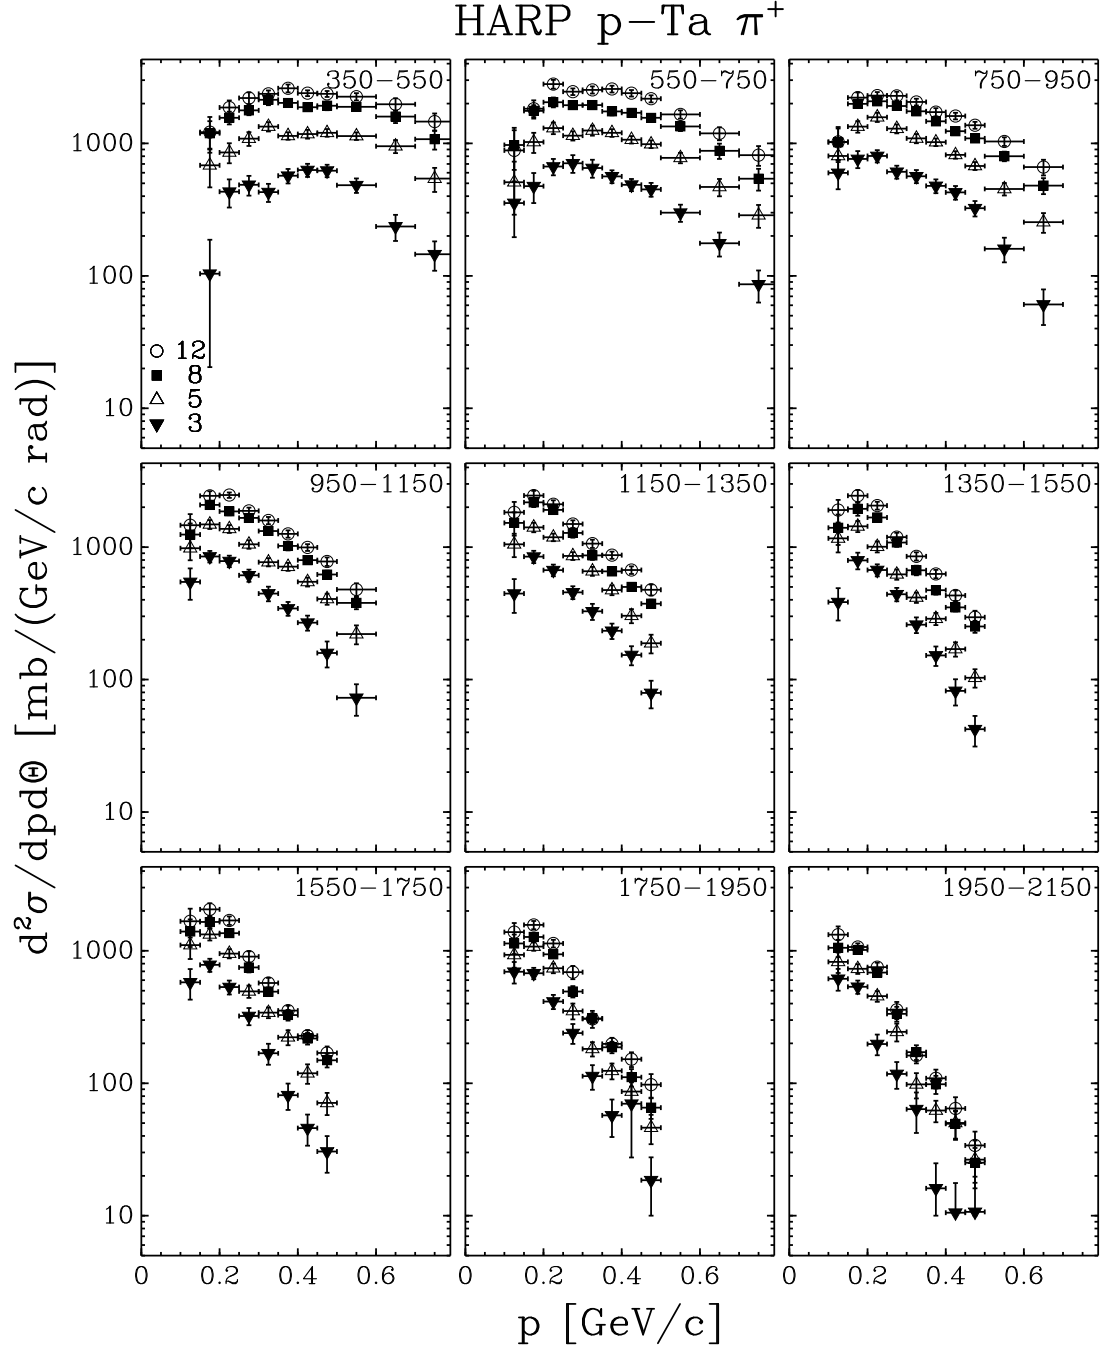 HARP p−Ta π⁺
350−550 550−750 750−950
1000
100
10
12
8
5
3
950−1150 1150−1350 1350−1550
1000
100
10
1550−1750 1750−1950 1950−2150
1000
100
10
0 0.2 0.4 0.6 0 0.2 0.4 0.6 0 0.2 0.4 0.6
p [GeV/c]
d²σ/dpdΘ [mb/(GeV/c rad)]